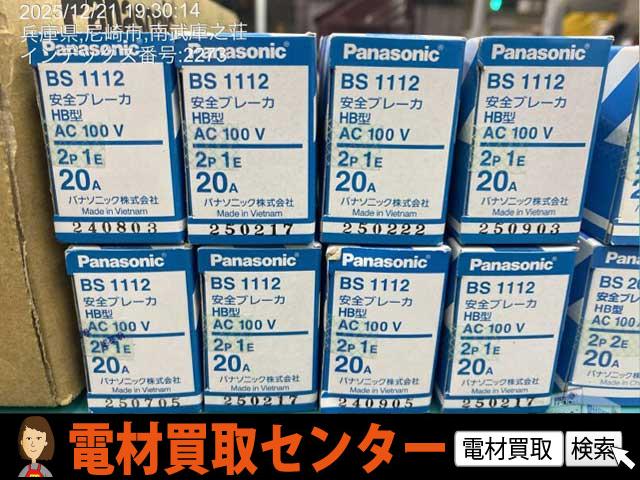 2025/12/21 19:30:14
兵庫県,尼崎市,南武庫之荘
インデックス番号:2273
Panasonic
BS 1112
安全ブレーカ
HB型
AC 100 V
2P 1E
20A
パナソニック株式会社
Made in Vietnam
240803
Panasonic
BS 1112
安全ブレーカ
HB型
AC 100 V
2P 1E
20A
パナソニック株式会社
Made in Vietnam
250217
Panasonic
BS 1112
安全ブレーカ
HB型
AC 100 V
2P 1E
20A
パナソニック株式会社
Made in Vietnam
250222
Panasonic
BS 1112
安全ブレーカ
HB型
AC 100 V
2P 1E
20A
パナソニック株式会社
Made in Vietnam
250903
Panasonic
BS 1112
安全ブレーカ
HB型
AC 100 V
2P 1E
20A
パナソニック株式会社
Made in Vietnam
250705
Panasonic
BS 1112
安全ブレーカ
HB型
AC 100 V
2P 1E
20A
パナソニック株式会社
Made in Vietnam
250217
Panasonic
BS 1112
安全ブレーカ
HB型
AC 100 V
2P 1E
20A
パナソニック株式会社
Made in Vietnam
240905
Panasonic
BS 1112
安全ブレーカ
HB型
AC 100 V
2P 1E
20A
パナソニック株式会社
Made in Vietnam
250217
Pana
BS 20
安全ブレ
HB型
AC 100
2P 2E
20A
パナソニック
Made in
電材買取センター
電材買取
検索